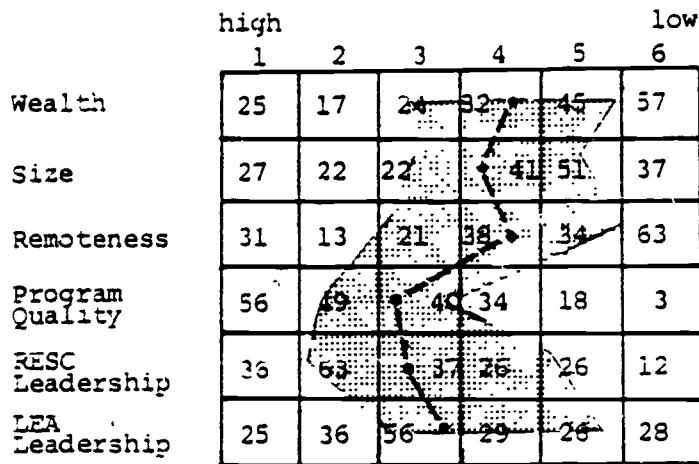 high low
1 2 3 4 5 6
Wealth 25 17 24 32 45 57
Size 27 22 22 41 51 37
Remoteness 31 13 21 38 34 63
Program
Quality 56 49 40 34 18 3
RESC
Leadership 36 63 37 26 26 12
LEA
Leadership 25 36 56 29 26 28